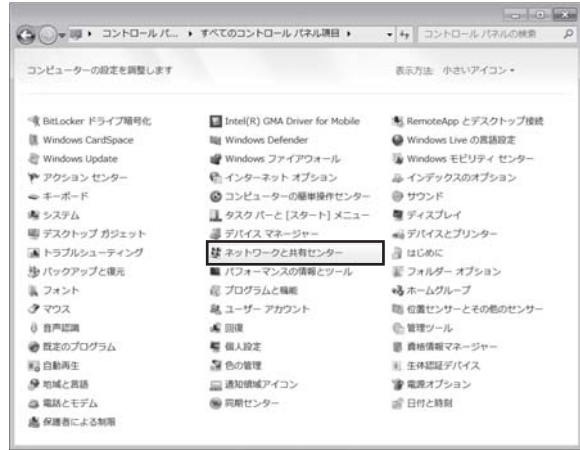 コントロール パ... ▸ すべてのコントロール パネル項目 ▸ コントロール パネルの検索
コンピューターの設定を調整します 表示方法: 小さいアイコン
BitLocker ドライブ暗号化 Intel(R) GMA Driver for Mobile RemoteApp とデスクトップ接続
Windows CardSpace Windows Defender Windows Live の言語設定
Windows Update Windows ファイアウォール Windows モビリティ センター
アクション センター インターネット オプション インデックスのオプション
キーボード コンピューターの簡単操作センター サウンド
システム タスク バーと [スタート] メニュー ディスプレイ
デスクトップ ガジェット デバイス マネージャー デバイスとプリンター
トラブルシューティング ネットワークと共有センター はじめに
バックアップと復元 パフォーマンスの情報とツール フォルダー オプション
フォント プログラムと機能 ホームグループ
マウス ユーザー アカウント 位置センサーとその他のセンサー
音声認識 回復 管理ツール
既定のプログラム 個人設定 資格情報マネージャー
自動再生 色の管理 生体認証デバイス
地域と言語 通知領域アイコン 電源オプション
電話とモデム 同期センター 日付と時刻
保護者による制限